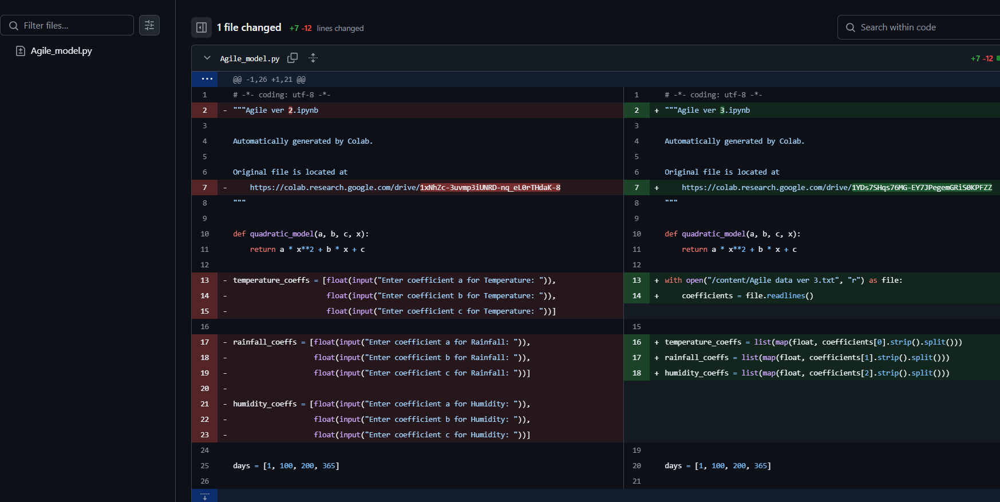 Filter files...
Agile_model.py
1 file changed +7 -12 lines changed
Search within code
Agile_model.py
+7 -12
@@ -1,26 +1,21 @@
1 # -*- coding: utf-8 -*-
2 - """Agile ver 2.ipynb
3
4 Automatically generated by Colab.
5
6 Original file is located at
7 - https://colab.research.google.com/drive/1xNhZc-3uvmp3iUNRD-nq_eL0rTHdaK-8
8 """
9
10 def quadratic_model(a, b, c, x):
11 return a * x**2 + b * x + c
12
13 - temperature_coeffs = [float(input("Enter coefficient a for Temperature: ")),
14 - float(input("Enter coefficient b for Temperature: ")),
15 - float(input("Enter coefficient c for Temperature: "))]
16
17 - rainfall_coeffs = [float(input("Enter coefficient a for Rainfall: ")),
18 - float(input("Enter coefficient b for Rainfall: ")),
19 - float(input("Enter coefficient c for Rainfall: "))]
20 -
21 - humidity_coeffs = [float(input("Enter coefficient a for Humidity: ")),
22 - float(input("Enter coefficient b for Humidity: ")),
23 - float(input("Enter coefficient c for Humidity: "))]
24
25 days = [1, 100, 200, 365]
26
1 # -*- coding: utf-8 -*-
2 + """Agile ver 3.ipynb
3
4 Automatically generated by Colab.
5
6 Original file is located at
7 + https://colab.research.google.com/drive/1YDs7SHqs76MG-EY7JPegemGRiS0KPFZZ
8 """
9
10 def quadratic_model(a, b, c, x):
11 return a * x**2 + b * x + c
12
13 + with open("/content/Agile data ver 3.txt", "r") as file:
14 + coefficients = file.readlines()
15
16 + temperature_coeffs = list(map(float, coefficients[0].strip().split()))
17 + rainfall_coeffs = list(map(float, coefficients[1].strip().split()))
18 + humidity_coeffs = list(map(float, coefficients[2].strip().split()))
19
20 days = [1, 100, 200, 365]
21